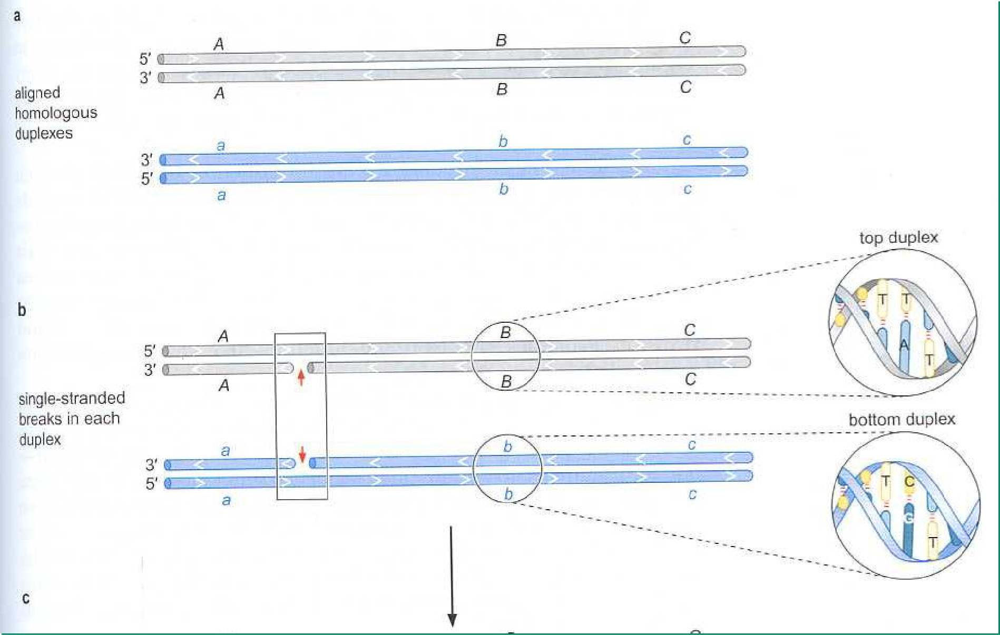 a
A B C
5′
3′
A B C
aligned
homologous
duplexes
a b c
3′
5′
a b c
top duplex
T T
A
T
b
A B C
5′
3′
A B C
single-stranded
breaks in each
duplex
bottom duplex
a b c
3′
5′
a b c
T C
G
T
c